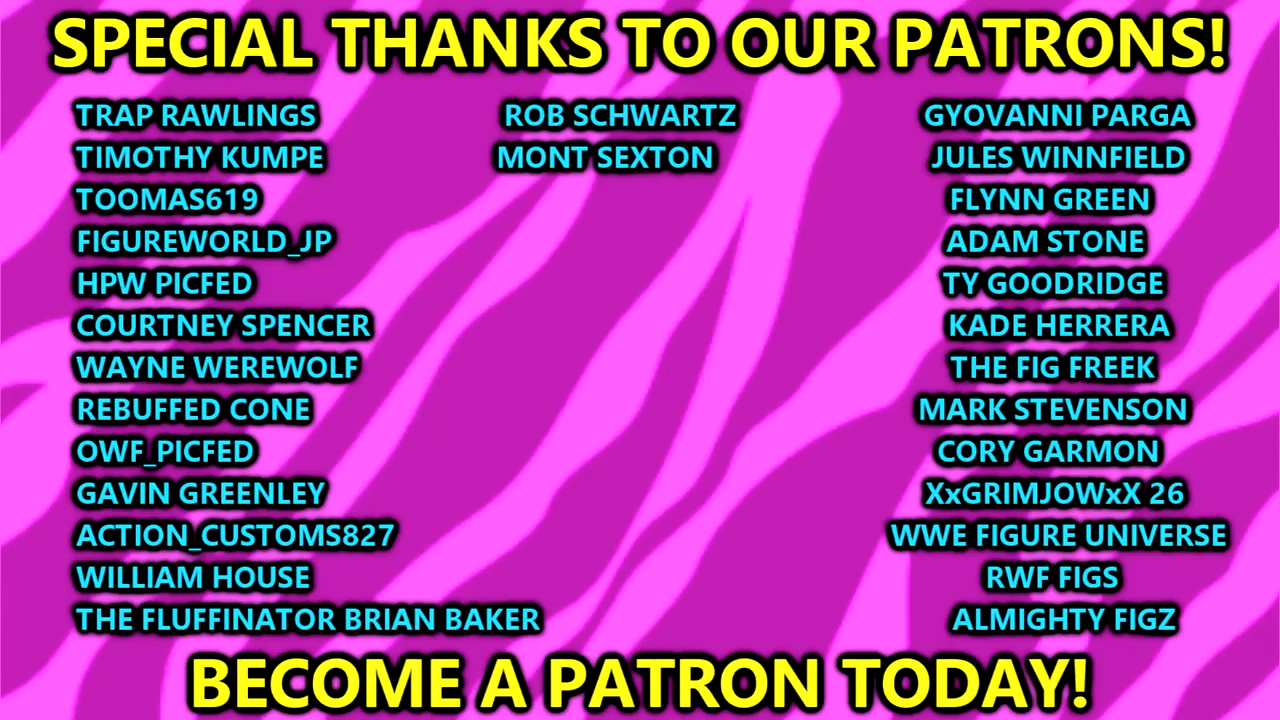 SPECIAL THANKS TO OUR PATRONS!
TRAP RAWLINGS
TIMOTHY KUMPE
TOOMAS619
FIGUREWORLD_JP
HPW PICFED
COURTNEY SPENCER
WAYNE WEREWOLF
REBUFFED CONE
OWF_PICFED
GAVIN GREENLEY
ACTION_CUSTOMS827
WILLIAM HOUSE
THE FLUFFINATOR BRIAN BAKER
ROB SCHWARTZ
MONT SEXTON
GYOVANNI PARGA
JULES WINNFIELD
FLYNN GREEN
ADAM STONE
TY GOODRIDGE
KADE HERRERA
THE FIG FREEK
MARK STEVENSON
CORY GARMON
XxGRIMJOWxX 26
WWE FIGURE UNIVERSE
RWF FIGS
ALMIGHTY FIGZ
BECOME A PATRON TODAY!